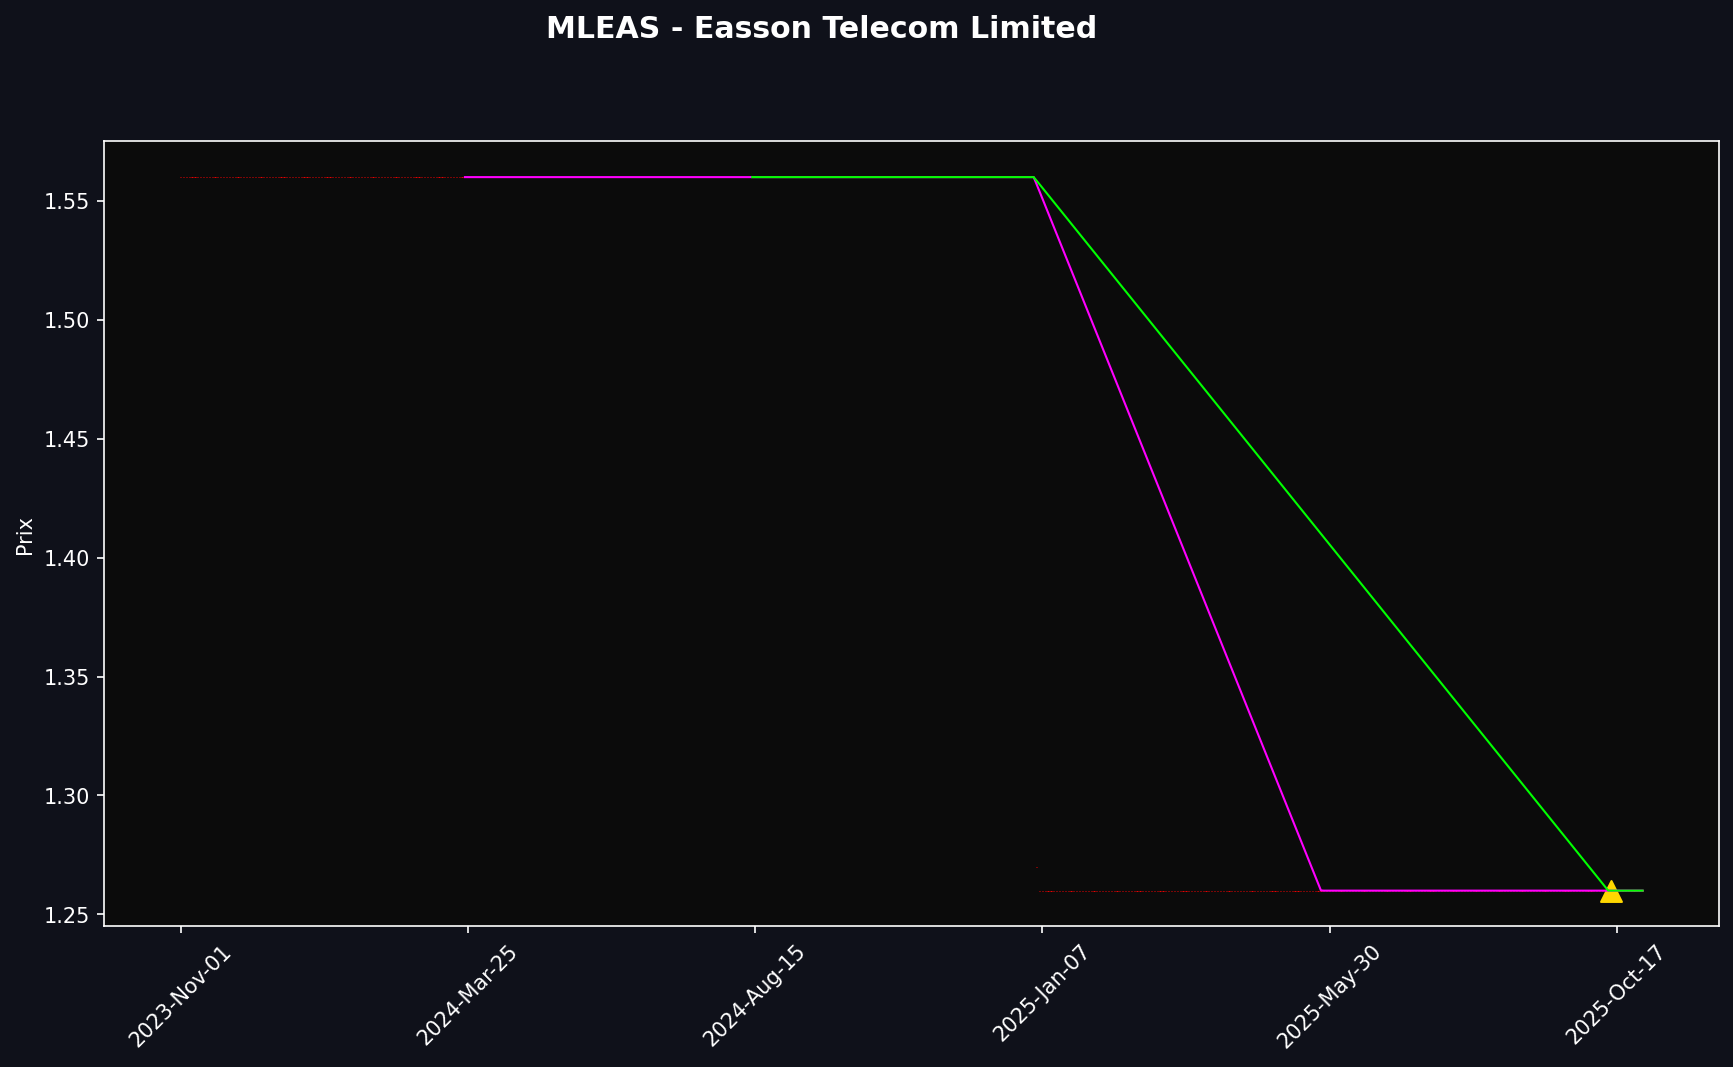 MLEAS - Easson Telecom Limited
1.55
1.50
1.45
1.40
1.35
1.30
1.25
Prix
2023-Nov-01
2024-Mar-25
2024-Aug-15
2025-Jan-07
2025-May-30
2025-Oct-17